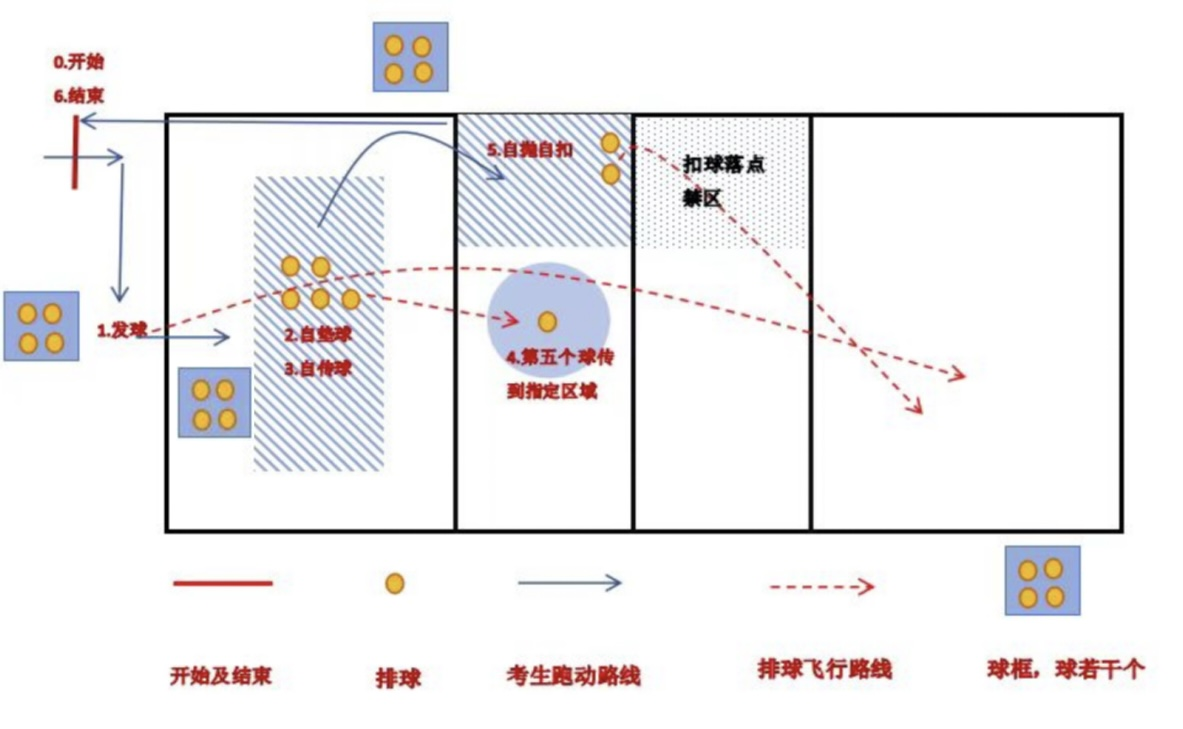 0.开始
6.结束
5.自抛自扣
扣球落点
禁区
1.发球
2.自垫球
3.自传球
4.第五个球传
到指定区域
开始及结束
排球
考生跑动路线
排球飞行路线
球框，球若干个